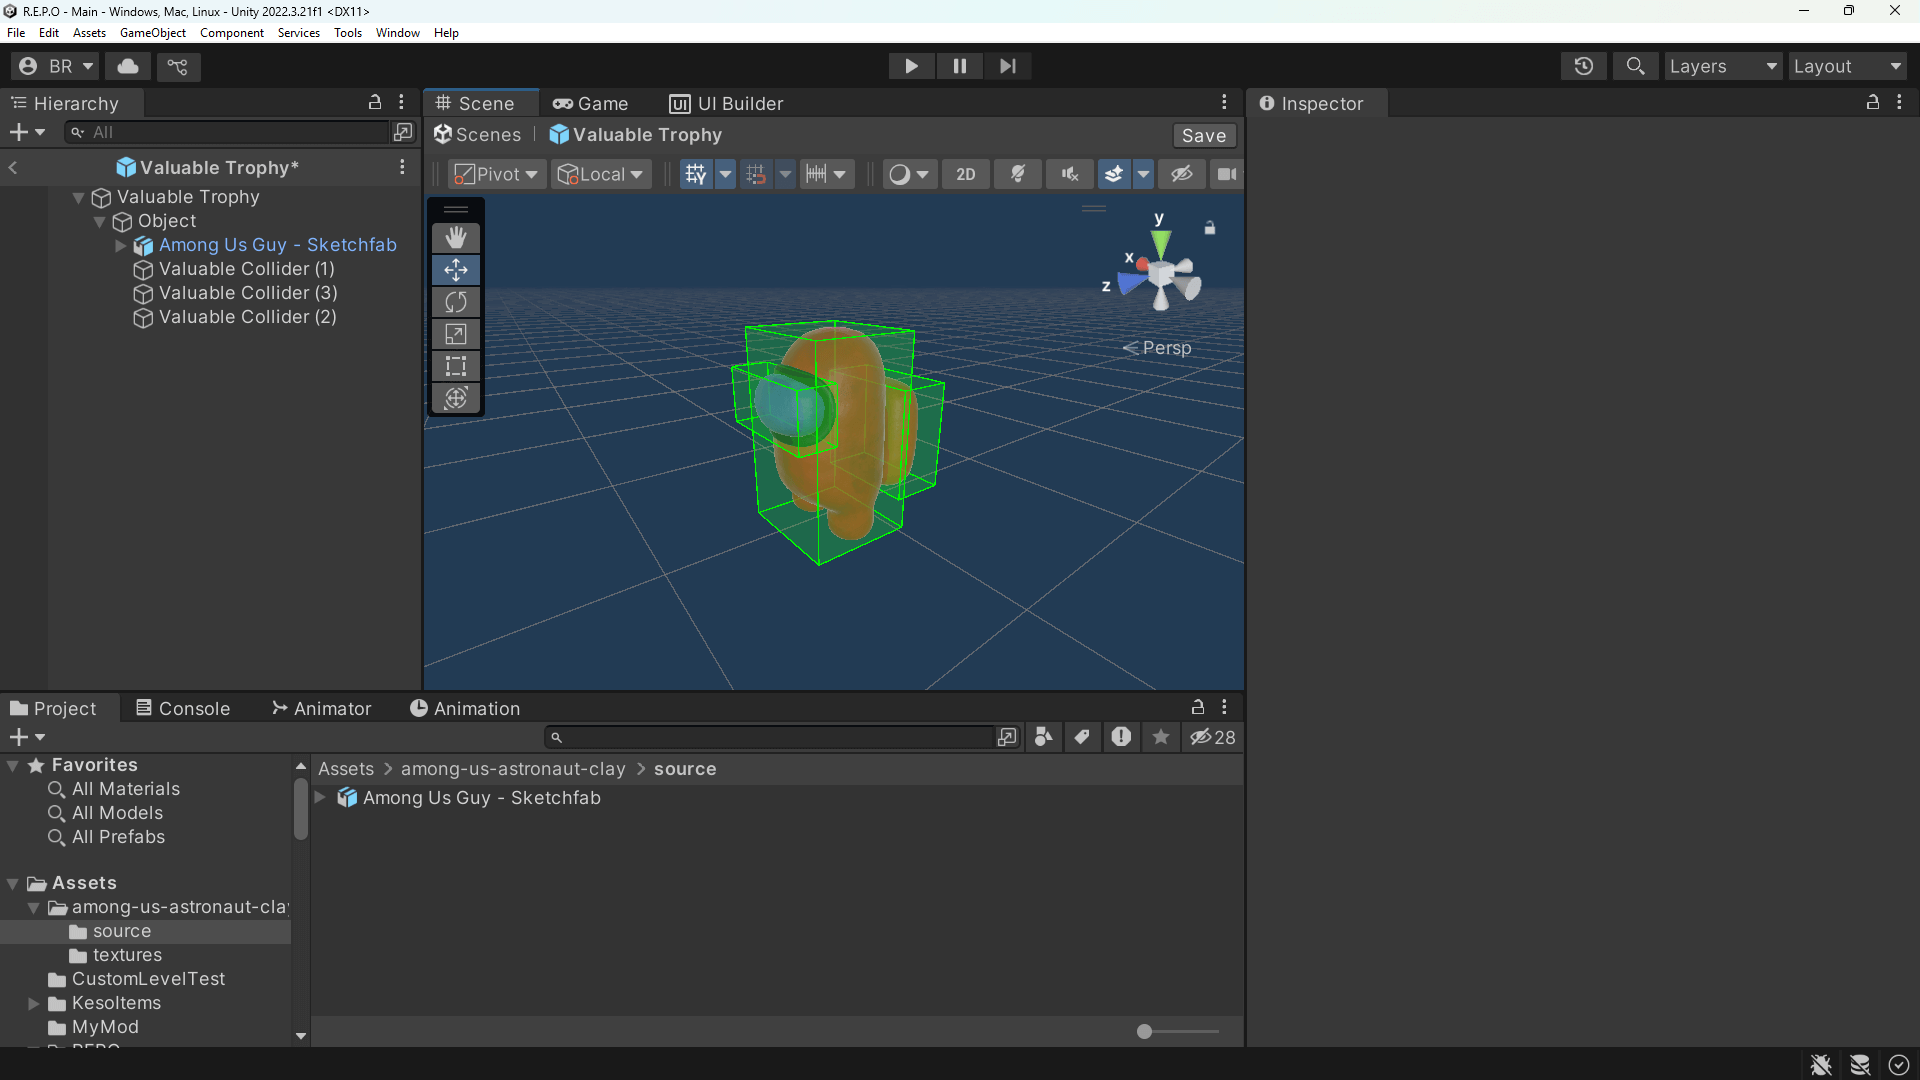 R.E.P.O - Main - Windows, Mac, Linux - Unity 2022.3.21f1 <DX11>
File Edit Assets GameObject Component Services Tools Window Help
BR Layers Layout
Hierarchy
All
Valuable Trophy*
Valuable Trophy
Object
Among Us Guy - Sketchfab
Valuable Collider (1)
Valuable Collider (3)
Valuable Collider (2)
Scene Game UI Builder
Scenes Valuable Trophy Save
Pivot Local 2D
y
x
z
Persp
Inspector
Project Console Animator Animation
28
Favorites
All Materials
All Models
All Prefabs
Assets
among-us-astronaut-clay
source
textures
CustomLevelTest
KesoItems
MyMod
REPO
Assets > among-us-astronaut-clay > source
Among Us Guy - Sketchfab